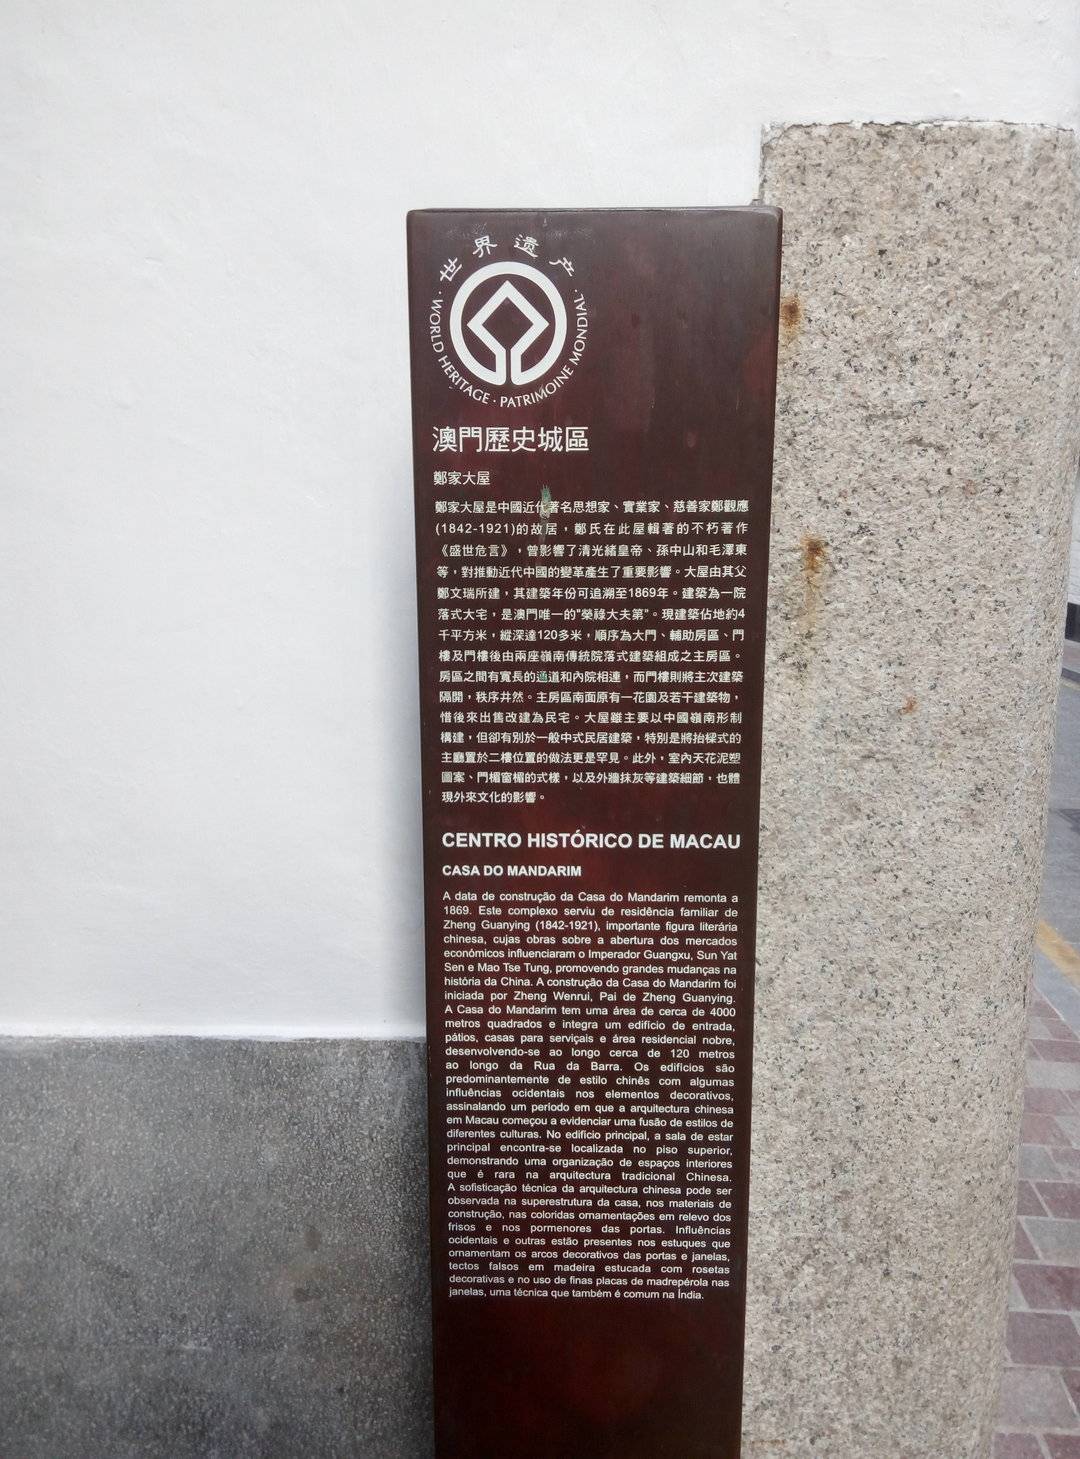 世界遗产
· WORLD HERITAGE · PATRIMOINE MONDIAL ·
澳門歷史城區
鄭家大屋
鄭家大屋是中國近代著名思想家、實業家、慈善家鄭觀應
(1842-1921)的故居，鄭氏在此屋輯著的不朽著作
《盛世危言》，曾影響了清光緒皇帝、孫中山和毛澤東
等，對推動近代中國的變革產生了重要影響。大屋由其父
鄭文瑞所建，其建築年份可追溯至1869年。建築為一院
落式大宅，是澳門唯一的"榮祿大夫第"。現建築佔地約4
千平方米，縱深達120多米，順序為大門、輔助房區、門
樓及門樓後由兩座嶺南傳統院落式建築組成之主房區。
房區之間有寬長的通道和內院相連，而門樓則將主次建築
隔開，秩序井然。主房區南面原有一花園及若干建築物，
惜後來出售改建為民宅。大屋雖主要以中國嶺南形制
構建，但卻有別於一般中式民居建築，特別是將抬樑式的
主廳置於二樓位置的做法更是罕見。此外，室內天花泥塑
圖案、門楣窗楣的式樣，以及外牆抹灰等建築細節，也體
現外來文化的影響。
CENTRO HISTÓRICO DE MACAU
CASA DO MANDARIM
A data de construção da Casa do Mandarim remonta a
1869. Este complexo serviu de residência familiar de
Zheng Guanying (1842-1921), importante figura literária
chinesa, cujas obras sobre a abertura dos mercados
económicos influenciaram o Imperador Guangxu, Sun Yat
Sen e Mao Tse Tung, promovendo grandes mudanças na
história da China. A construção da Casa do Mandarim foi
iniciada por Zheng Wenrui, Pai de Zheng Guanying.
A Casa do Mandarim tem uma área de cerca de 4000
metros quadrados e integra um edifício de entrada,
pátios, casas para serviçais e área residencial nobre,
desenvolvendo-se ao longo cerca de 120 metros
ao longo da Rua da Barra. Os edifícios são
predominantemente de estilo chinês com algumas
influências ocidentais nos elementos decorativos,
assinalando um período em que a arquitectura chinesa
em Macau começou a evidenciar uma fusão de estilos de
diferentes culturas. No edifício principal, a sala de estar
principal encontra-se localizada no piso superior,
demonstrando uma organização de espaços interiores
que é rara na arquitectura tradicional Chinesa.
A sofisticação técnica da arquitectura chinesa pode ser
observada na superestrutura da casa, nos materiais de
construção, nas coloridas ornamentações em relevo dos
frisos e nos pormenores das portas. Influências
ocidentais e outras estão presentes nos estuques que
ornamentam os arcos decorativos das portas e janelas,
tectos falsos em madeira estucada com rosetas
decorativas e no uso de finas placas de madrepérola nas
janelas, uma técnica que também é comum na Índia.